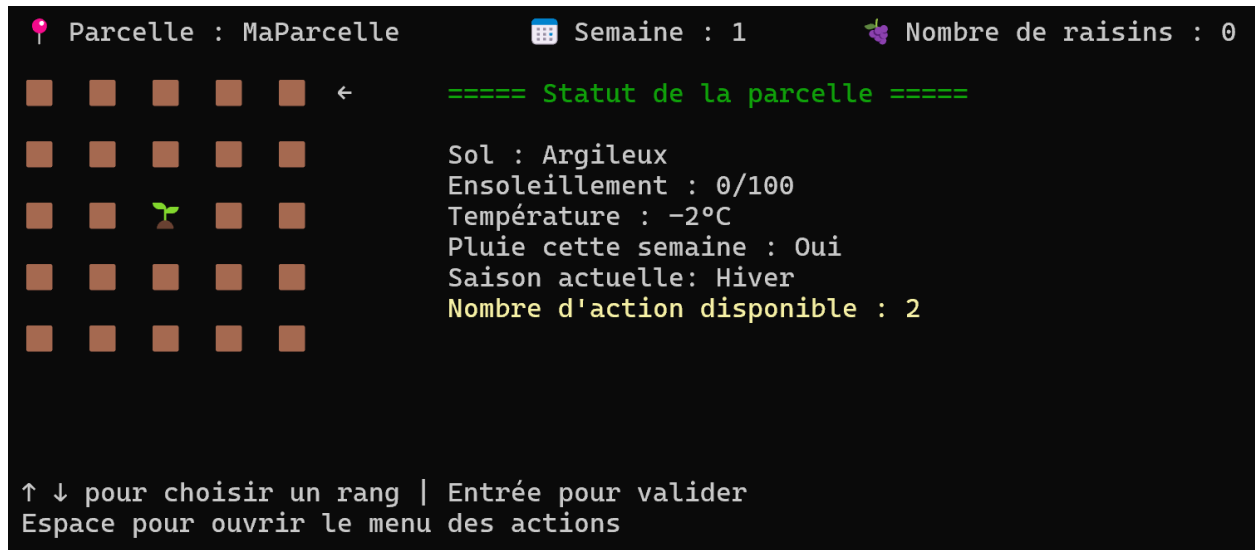 Parcelle : MaParcelle Semaine : 1 Nombre de raisins : 0
←
===== Statut de la parcelle =====
Sol : Argileux
Ensoleillement : 0/100
Température : -2°C
Pluie cette semaine : Oui
Saison actuelle: Hiver
Nombre d'action disponible : 2
↑ ↓ pour choisir un rang | Entrée pour valider
Espace pour ouvrir le menu des actions